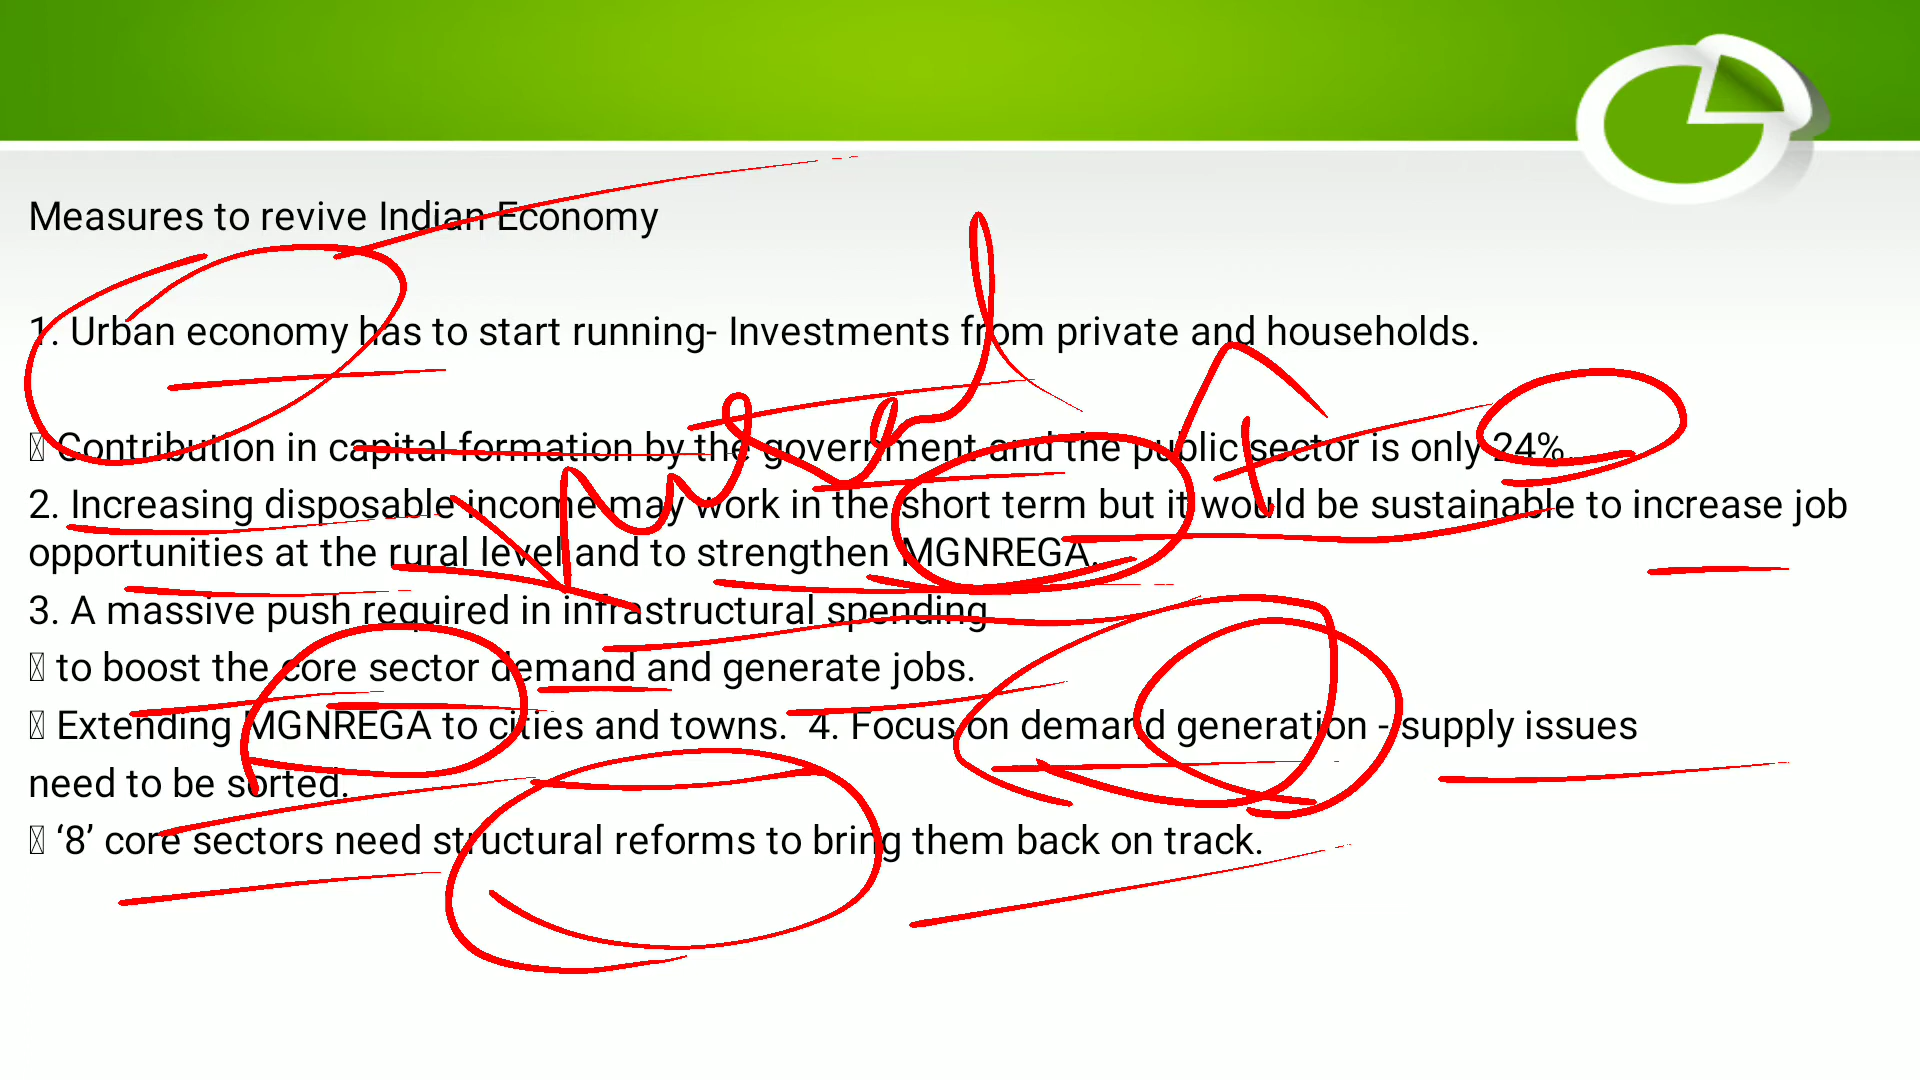 Measures to revive Indian Economy
1. Urban economy has to start running- Investments from private and households.
Contribution in capital formation by the government and the public sector is only 24%.
2. Increasing disposable income may work in the short term but it would be sustainable to increase job
opportunities at the rural level and to strengthen MGNREGA.
3. A massive push required in infrastructural spending
to boost the core sector demand and generate jobs.
Extending MGNREGA to cities and towns. 4. Focus on demand generation - supply issues
need to be sorted.
‘8’ core sectors need structural reforms to bring them back on track.